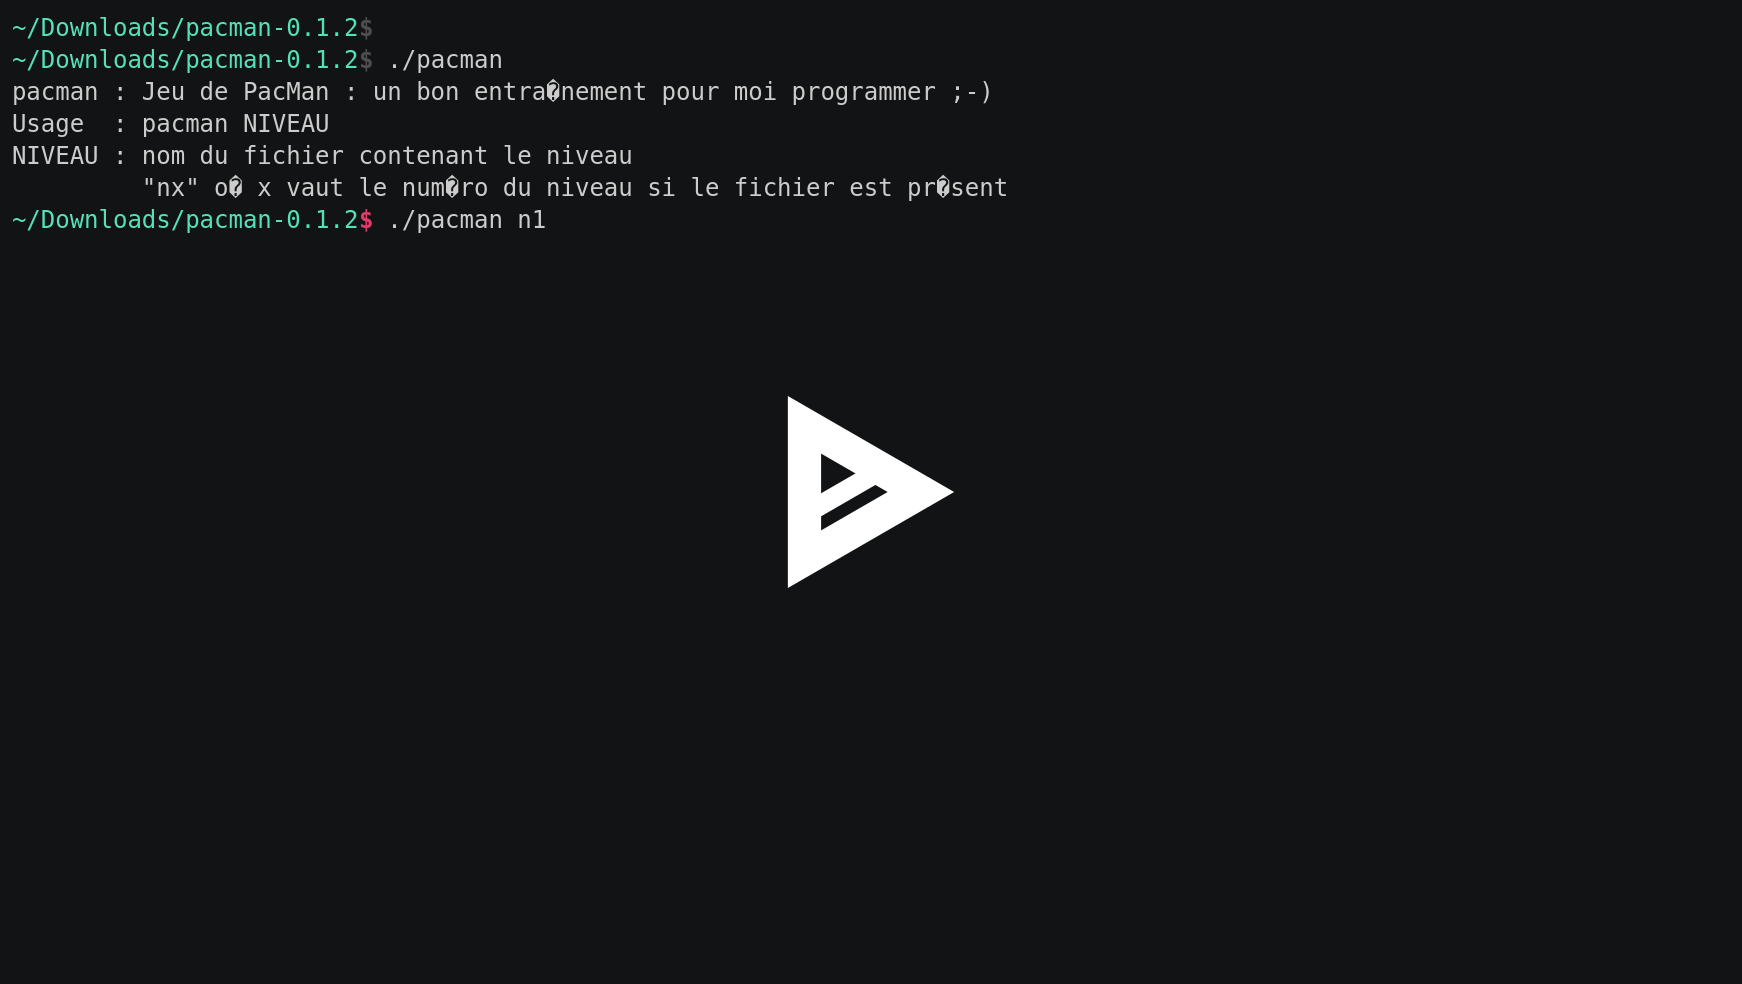 ~/Downloads/pacman-0.1.2$
~/Downloads/pacman-0.1.2$ ./pacman
pacman : Jeu de PacMan : un bon entra�nement pour moi programmer ;-)
Usage  : pacman NIVEAU
NIVEAU : nom du fichier contenant le niveau
         "nx" o� x vaut le num�ro du niveau si le fichier est pr�sent
~/Downloads/pacman-0.1.2$ ./pacman n1